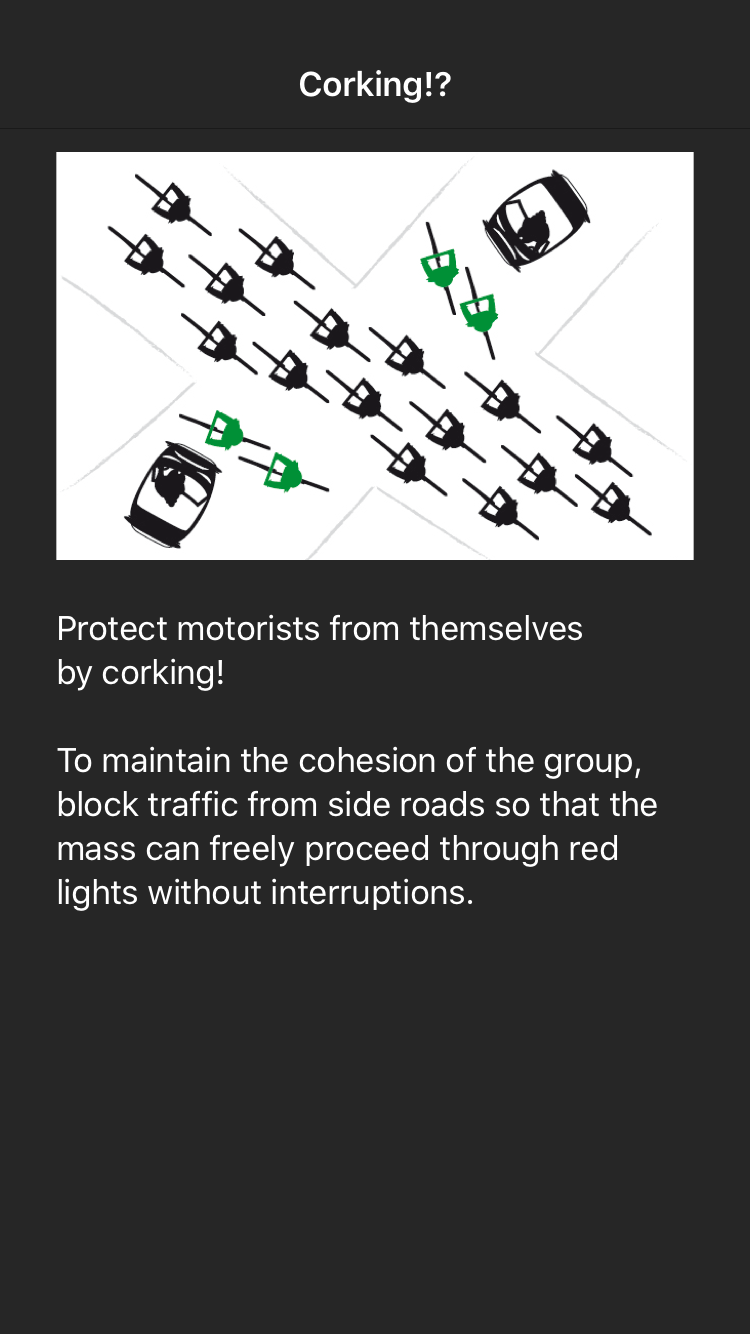 Corking!?
Protect motorists from themselves
by corking!
To maintain the cohesion of the group,
block traffic from side roads so that the
mass can freely proceed through red
lights without interruptions.